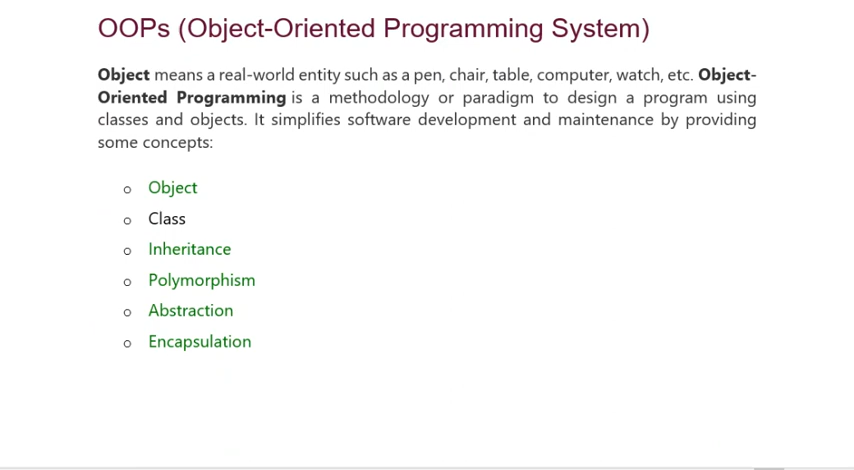 OOPs (Object-Oriented Programming System)
Object means a real-world entity such as a pen, chair, table, computer, watch, etc. Object-
Oriented Programming is a methodology or paradigm to design a program using
classes and objects. It simplifies software development and maintenance by providing
some concepts:
o Object
o Class
o Inheritance
o Polymorphism
o Abstraction
o Encapsulation